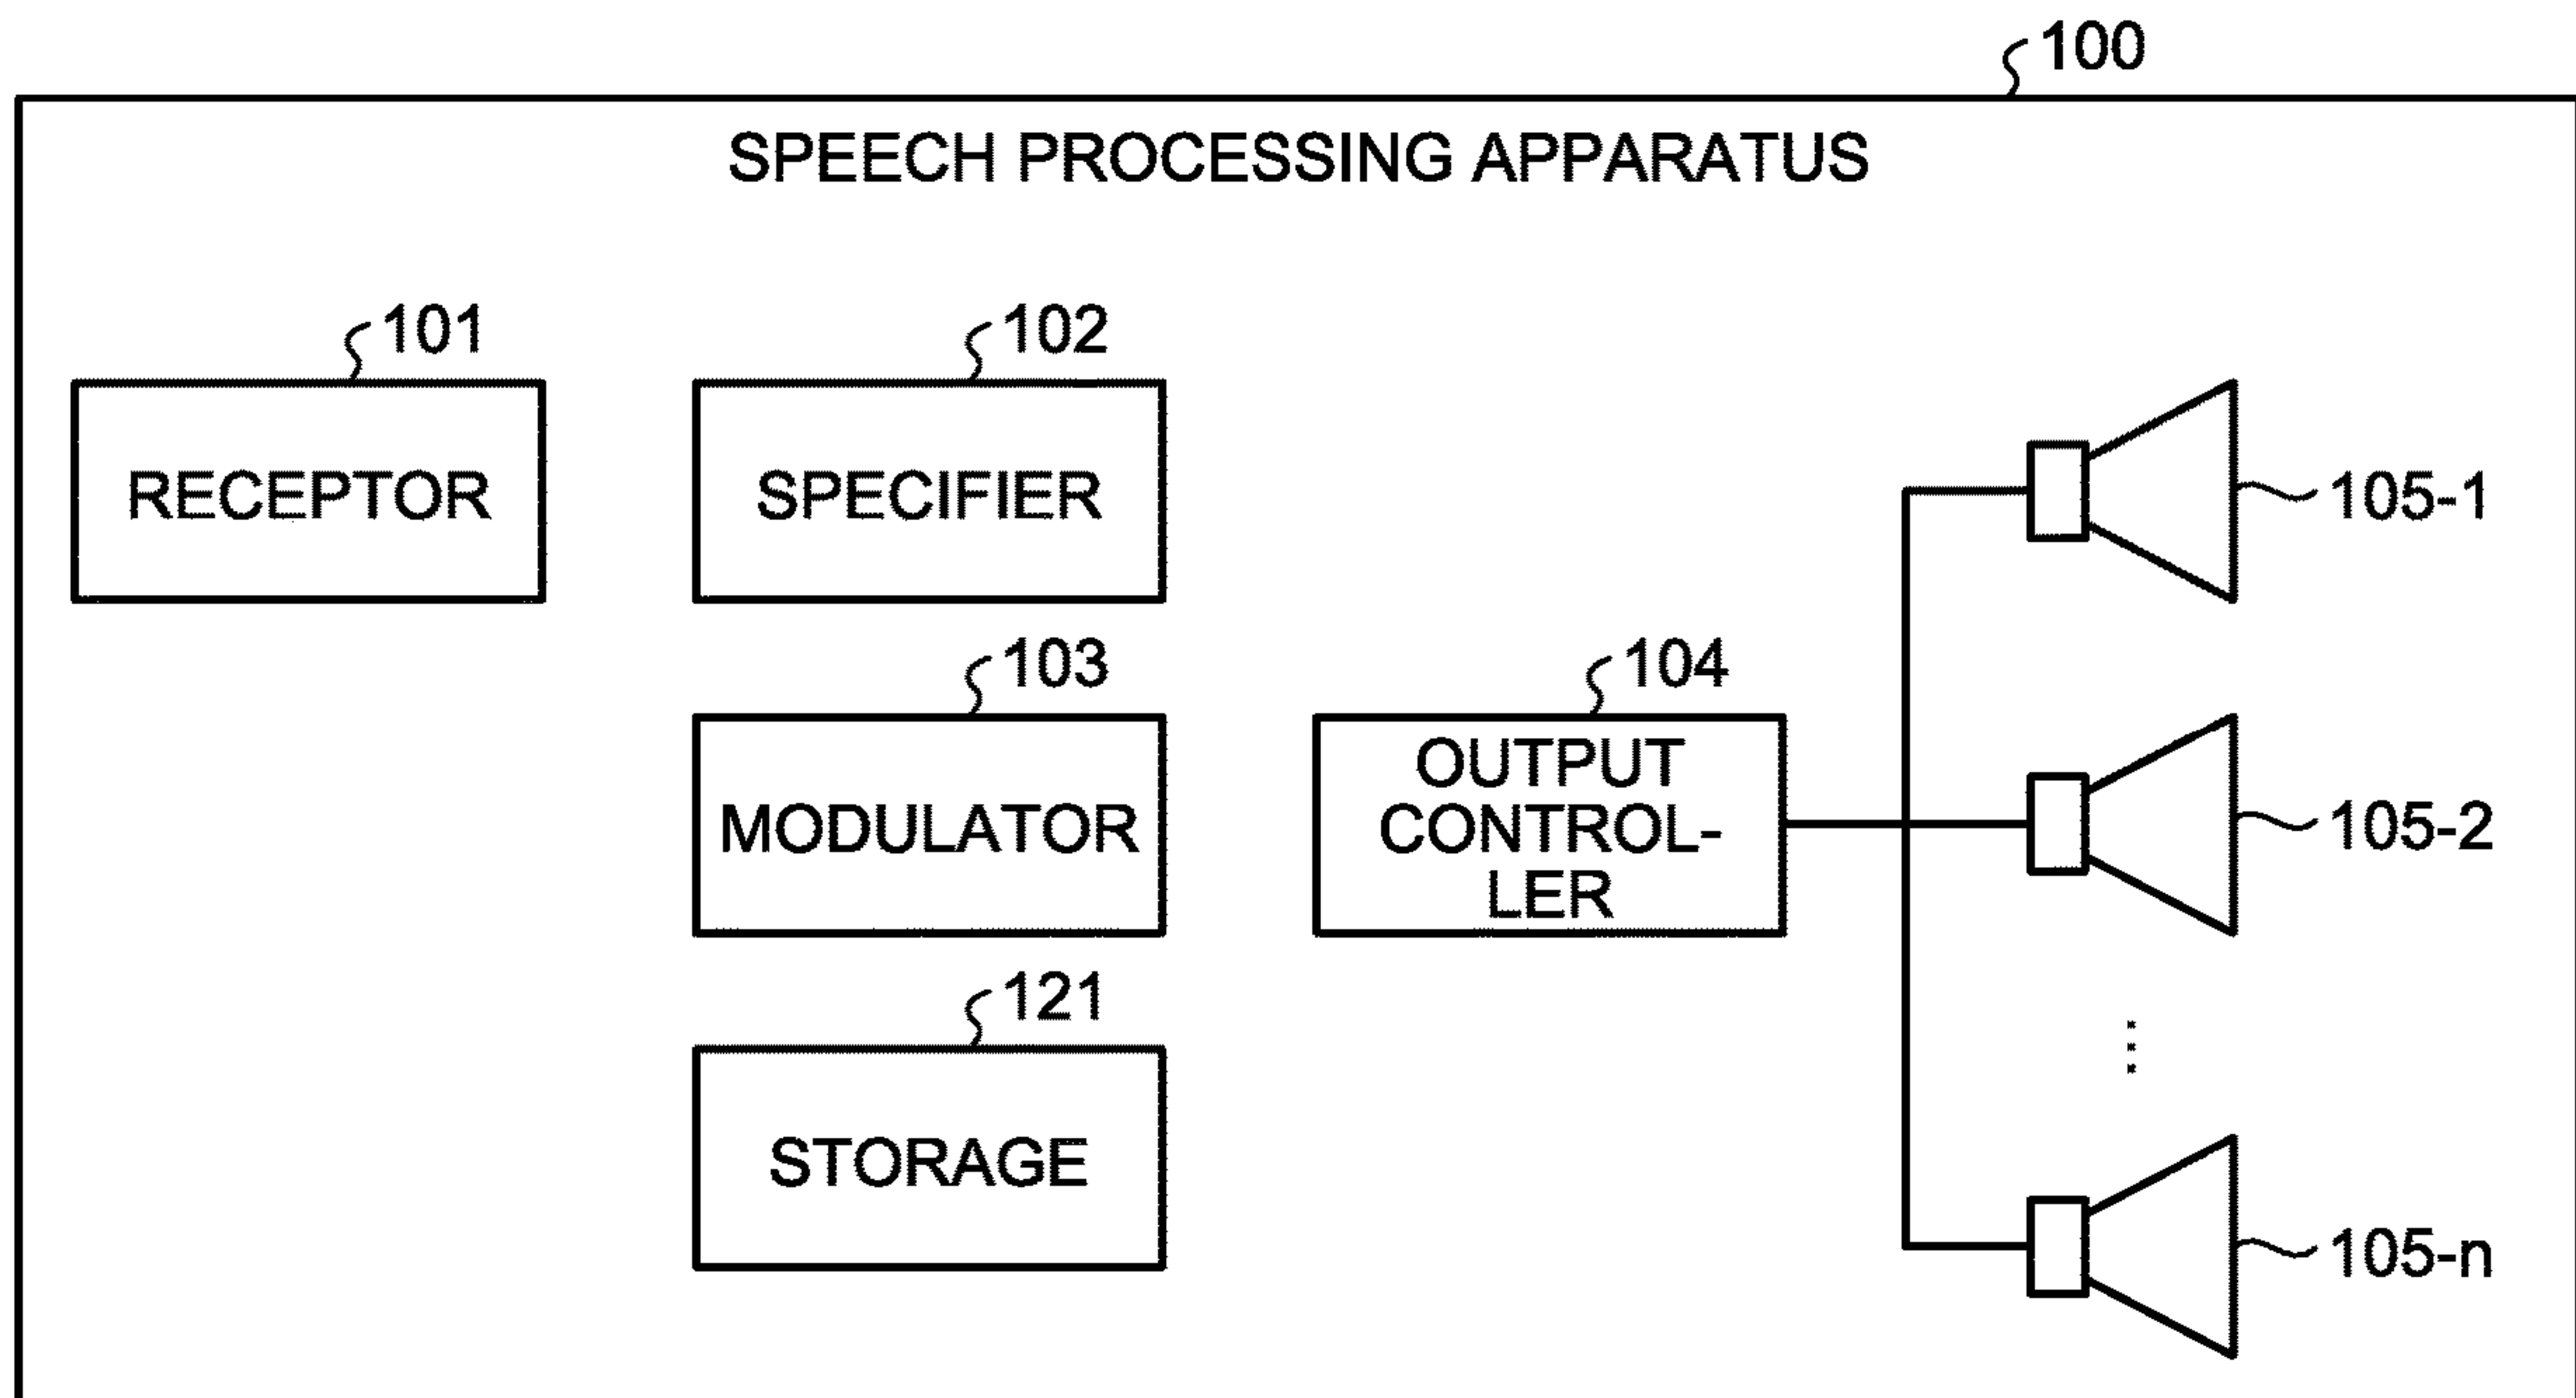 100
SPEECH PROCESSING APPARATUS
101
RECEPTOR
102
SPECIFIER
103
MODULATOR
121
STORAGE
104
OUTPUT
CONTROL-
LER
105-1
105-2
105-n